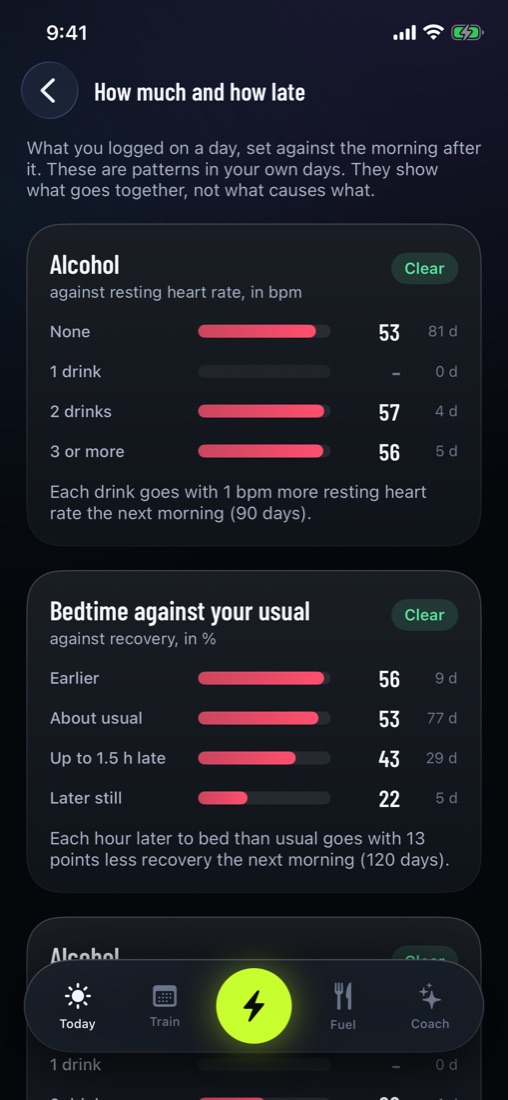 9:41
How much and how late
What you logged on a day, set against the morning after
it. These are patterns in your own days. They show
what goes together, not what causes what.
Alcohol
Clear
against resting heart rate, in bpm
None 53 81 d
1 drink – 0 d
2 drinks 57 4 d
3 or more 56 5 d
Each drink goes with 1 bpm more resting heart
rate the next morning (90 days).
Bedtime against your usual
Clear
against recovery, in %
Earlier 56 9 d
About usual 53 77 d
Up to 1.5 h late 43 29 d
Later still 22 5 d
Each hour later to bed than usual goes with 13
points less recovery the next morning (120 days).
Alcohol
Clear
Today
Train
Fuel
Coach
1 drink – 0 d